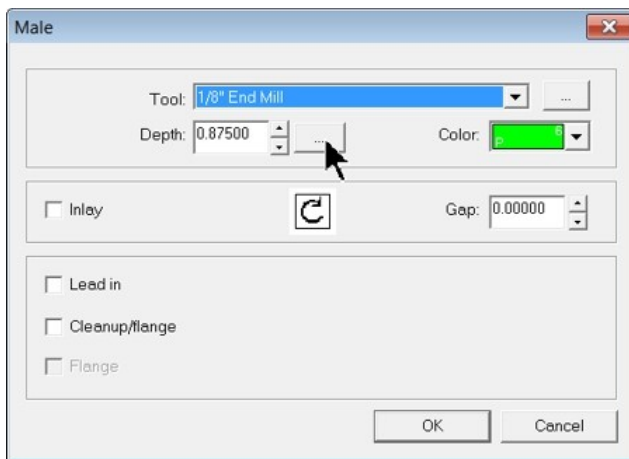 Male
Tool: 1/8" End Mill ...
Depth: 0.87500 ... Color: 6 p
Inlay Gap: 0.00000
Lead in
Cleanup/flange
Flange
OK Cancel